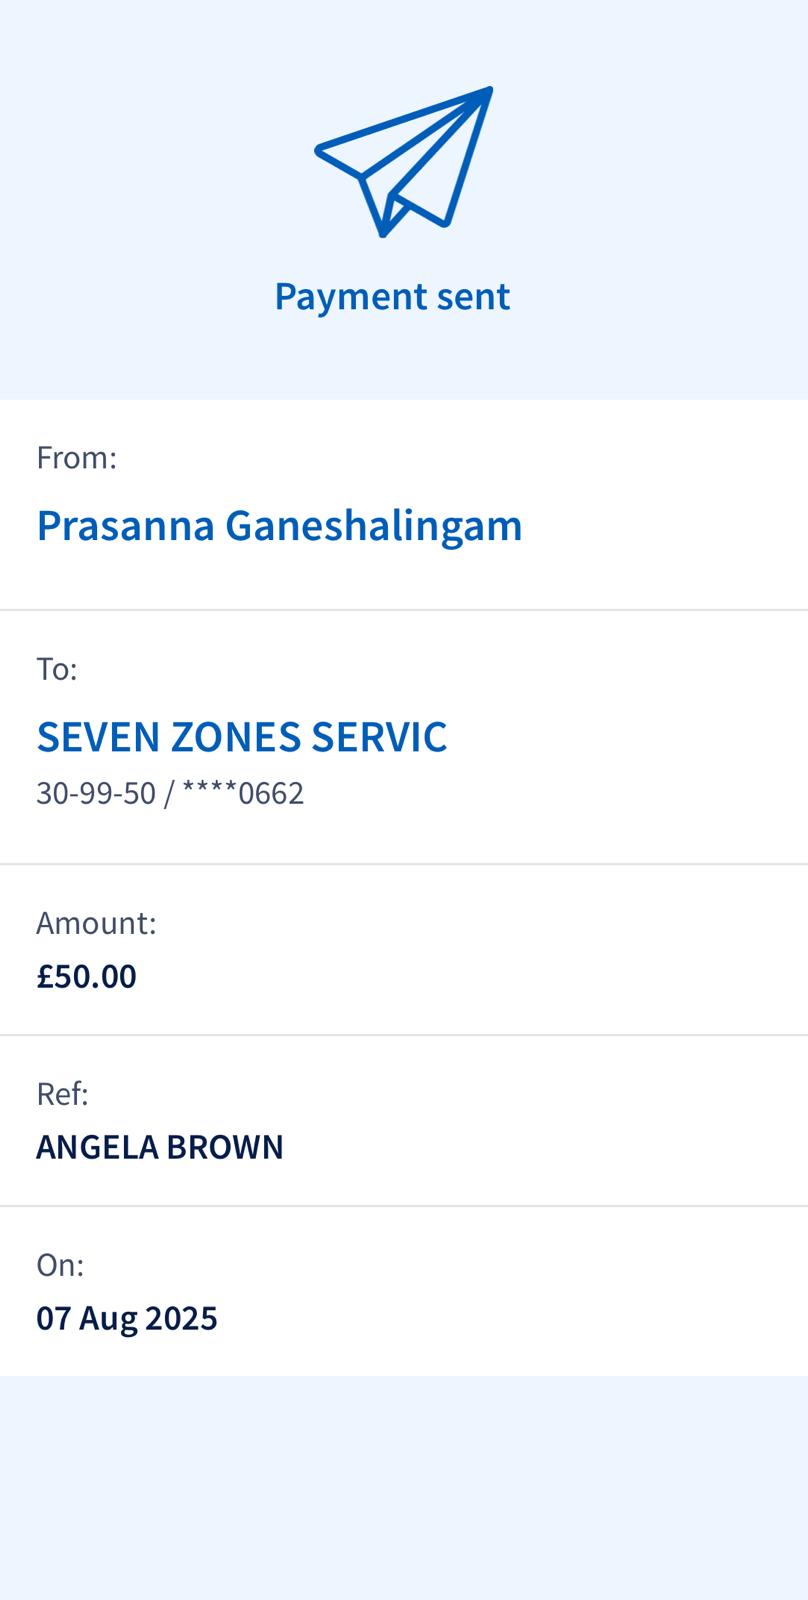 Payment sent
From:
Prasanna Ganeshalingam
To:
SEVEN ZONES SERVIC
30-99-50 / ****0662
Amount:
£50.00
Ref:
ANGELA BROWN
On:
07 Aug 2025